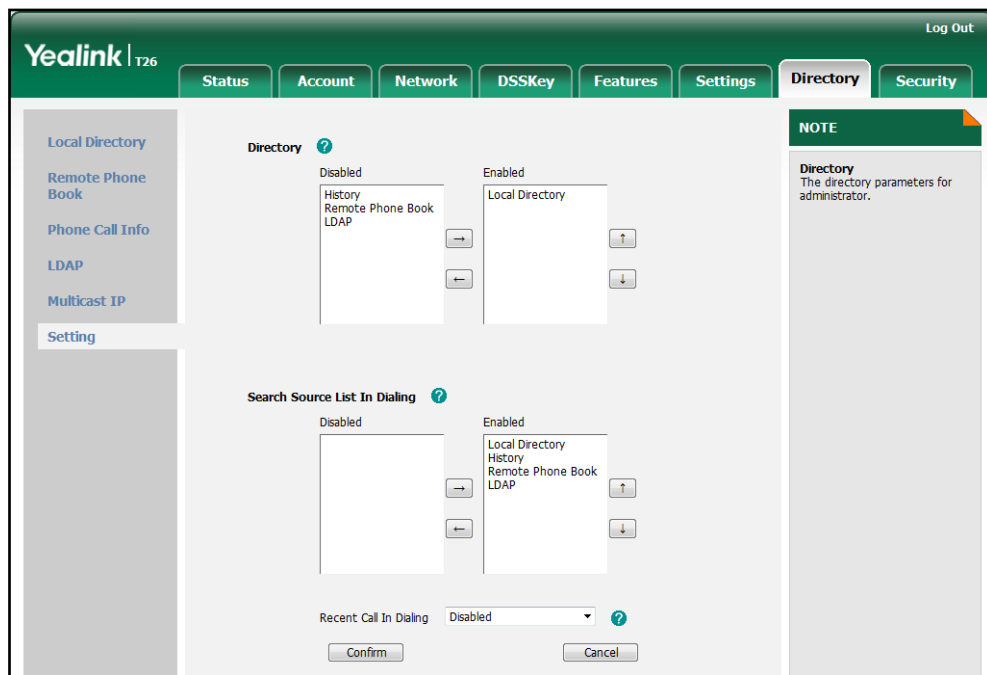 Log Out
Yealink | T26
Status
Account
Network
DSSKey
Features
Settings
Directory
Security
Local Directory
Remote Phone
Book
Phone Call Info
LDAP
Multicast IP
Setting
Directory ?
Disabled
History
Remote Phone Book
LDAP
→
←
Enabled
Local Directory
↑
↓
Search Source List In Dialing ?
Disabled
→
←
Enabled
Local Directory
History
Remote Phone Book
LDAP
↑
↓
Recent Call In Dialing Disabled ?
Confirm
Cancel
NOTE
Directory
The directory parameters for
administrator.